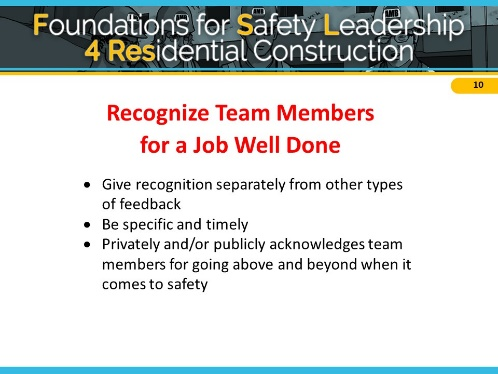 Foundations for Safety Leadership
4 Residential Construction
10
Recognize Team Members
for a Job Well Done
• Give recognition separately from other types
of feedback
• Be specific and timely
• Privately and/or publicly acknowledges team
members for going above and beyond when it
comes to safety